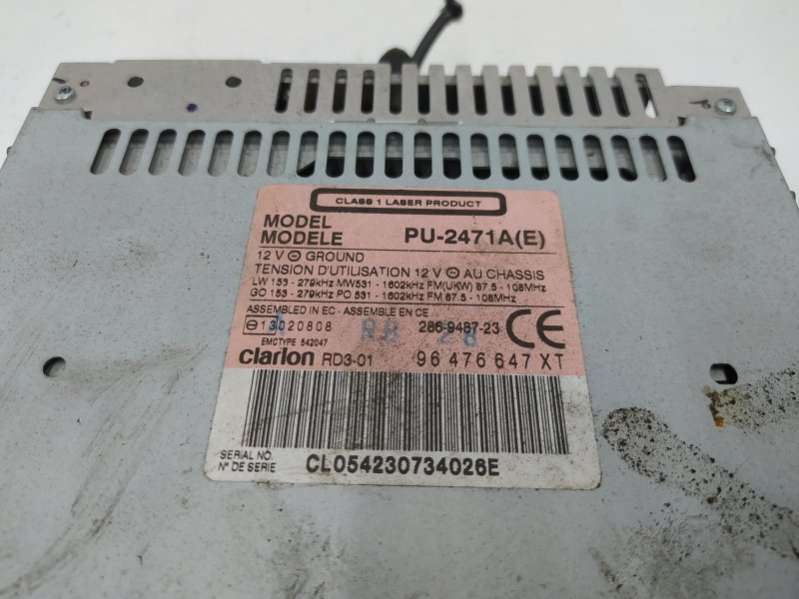 CLASS 1 LASER PRODUCT
MODEL
MODELE PU-2471A(E)
12 V ⊖ GROUND
TENSION D'UTILISATION 12 V ⊖ AU CHASSIS
LW 153 - 279kHz MW531 - 1602kHz FM(UKW) 87.5 - 108MHz
GO 153 - 279kHz PO 531 - 1602kHz FM 87.5 - 108MHz
ASSEMBLED IN EC - ASSEMBLE EN CE
13020808 286-9487-23 CE
EMCTYPE 542047
clarion RD3-01 96 476 647 XT
SERIAL NO.
N° DE SERIE CL054230734026E